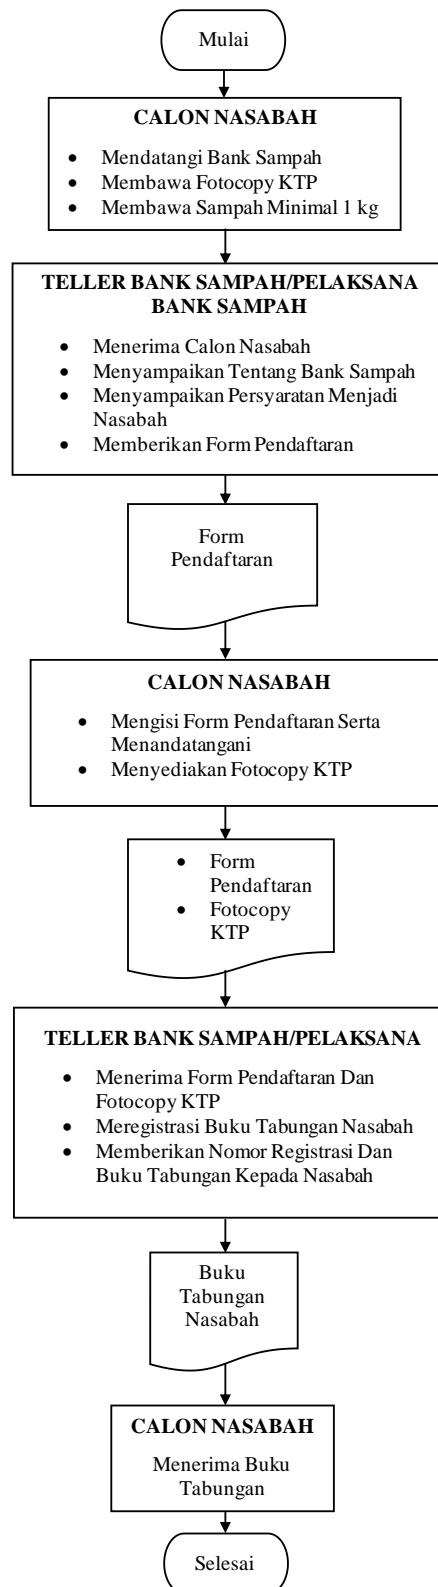 Mulai
CALON NASABAH
• Mendatangi Bank Sampah
• Membawa Fotocopy KTP
• Membawa Sampah Minimal 1 kg
TELLER BANK SAMPAH/PELAKSANA
BANK SAMPAH
• Menerima Calon Nasabah
• Menyampaikan Tentang Bank Sampah
• Menyampaikan Persyaratan Menjadi
Nasabah
• Memberikan Form Pendaftaran
Form
Pendaftaran
CALON NASABAH
• Mengisi Form Pendaftaran Serta
Menandatangani
• Menyediakan Fotocopy KTP
• Form
Pendaftaran
• Fotocopy
KTP
TELLER BANK SAMPAH/PELAKSANA
• Menerima Form Pendaftaran Dan
Fotocopy KTP
• Meregistrasi Buku Tabungan Nasabah
• Memberikan Nomor Registrasi Dan
Buku Tabungan Kepada Nasabah
Buku
Tabungan
Nasabah
CALON NASABAH
Menerima Buku
Tabungan
Selesai